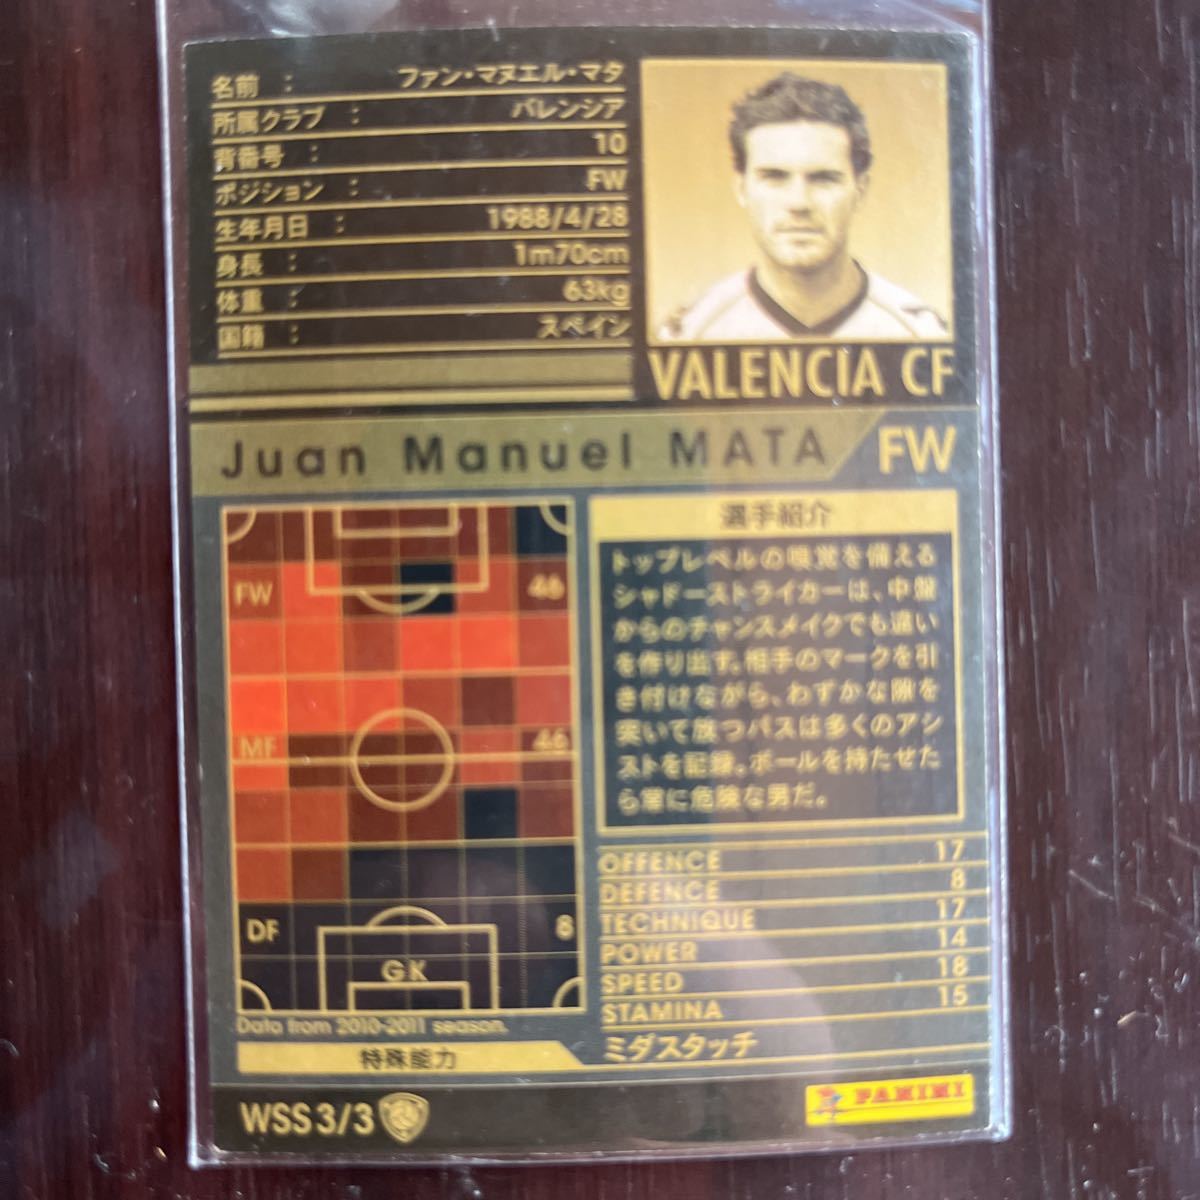 名前 : ファン・マヌエル・マタ
所属クラブ : バレンシア
背番号 : 10
ポジション : FW
生年月日 : 1988/4/28
身長 : 1m70cm
体重 : 63kg
国籍 : スペイン
VALENCIA CF
Juan Manuel MATA FW
FW 46
MF 46
DF 8
GK
Data from 2010-2011 season.
選手紹介
トップレベルの嗅覚を備える
シャドーストライカーは、中盤
からのチャンスメイクでも違い
を作り出す。相手のマークを引
き付けながら、わずかな隙を
突いて放つパスは多くのアシ
ストを記録。ボールを持たせた
ら常に危険な男だ。
OFFENCE 17
DEFENCE 8
TECHNIQUE 17
POWER 14
SPEED 18
STAMINA 15
特殊能力 ミダスタッチ
WSS 3/3
PANINI